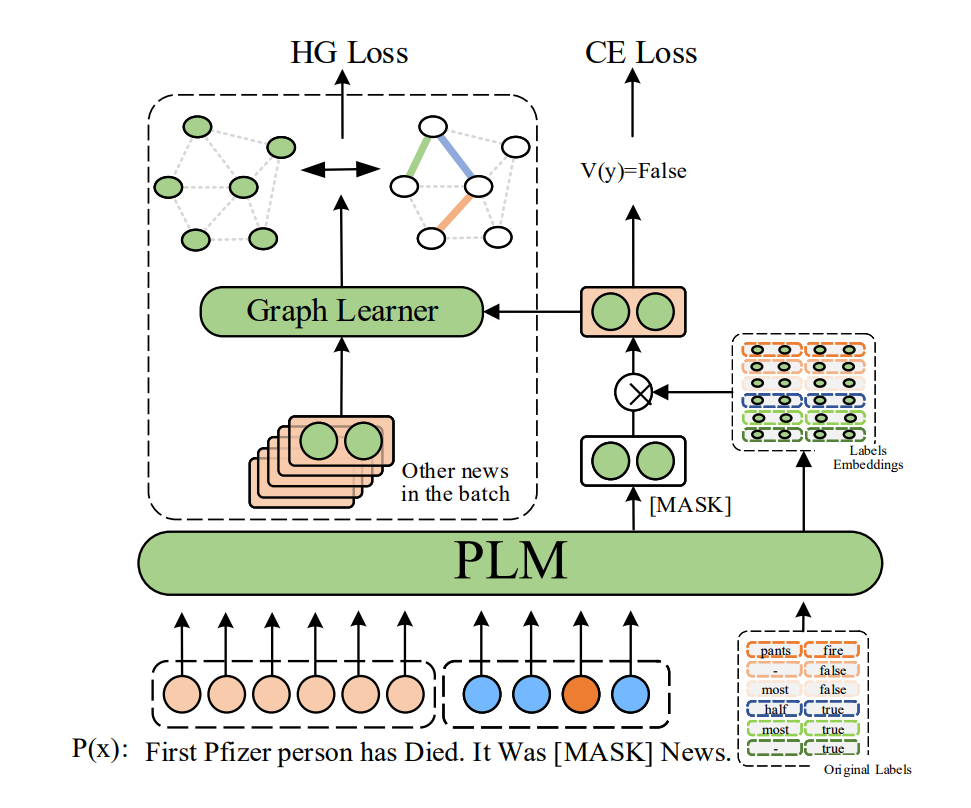 HG Loss
CE Loss
V(y)=False
Graph Learner
Other news
in the batch
[MASK]
Labels
Embeddings
PLM
pants fire
- false
most false
half true
most true
- true
Original Labels
P(x): First Pfizer person has Died. It Was [MASK] News.